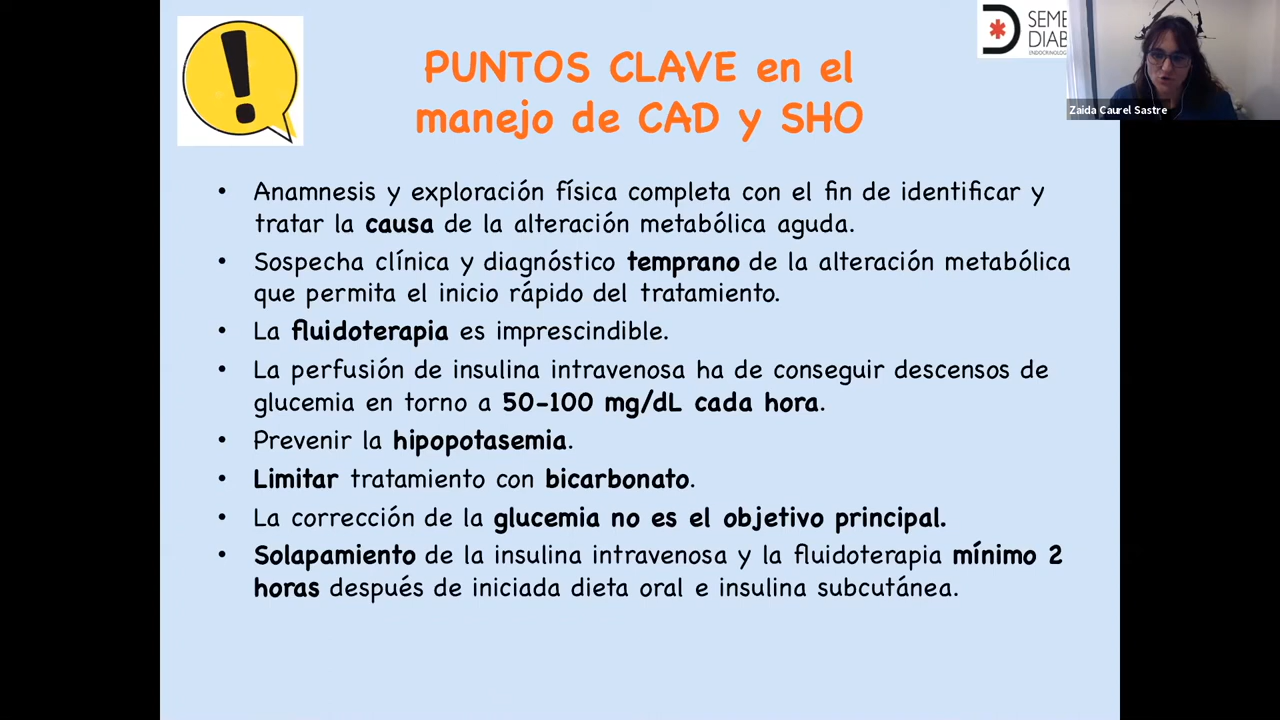 PUNTOS CLAVE en el
manejo de CAD y SHO
SEME
DIAB
ENDOCRINOLOG
Zaida Caurel Sastre
• Anamnesis y exploración física completa con el fin de identificar y
tratar la causa de la alteración metabólica aguda.
• Sospecha clínica y diagnóstico temprano de la alteración metabólica
que permita el inicio rápido del tratamiento.
• La fluidoterapia es imprescindible.
• La perfusión de insulina intravenosa ha de conseguir descensos de
glucemia en torno a 50-100 mg/dL cada hora.
• Prevenir la hipopotasemia.
• Limitar tratamiento con bicarbonato.
• La corrección de la glucemia no es el objetivo principal.
• Solapamiento de la insulina intravenosa y la fluidoterapia mínimo 2
horas después de iniciada dieta oral e insulina subcutánea.